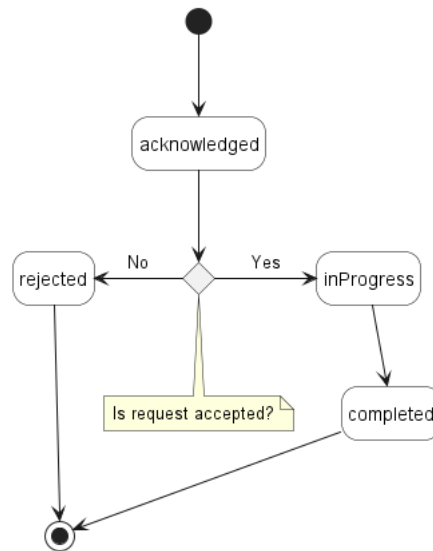 acknowledged
No
Yes
rejected
inProgress
Is request accepted?
completed